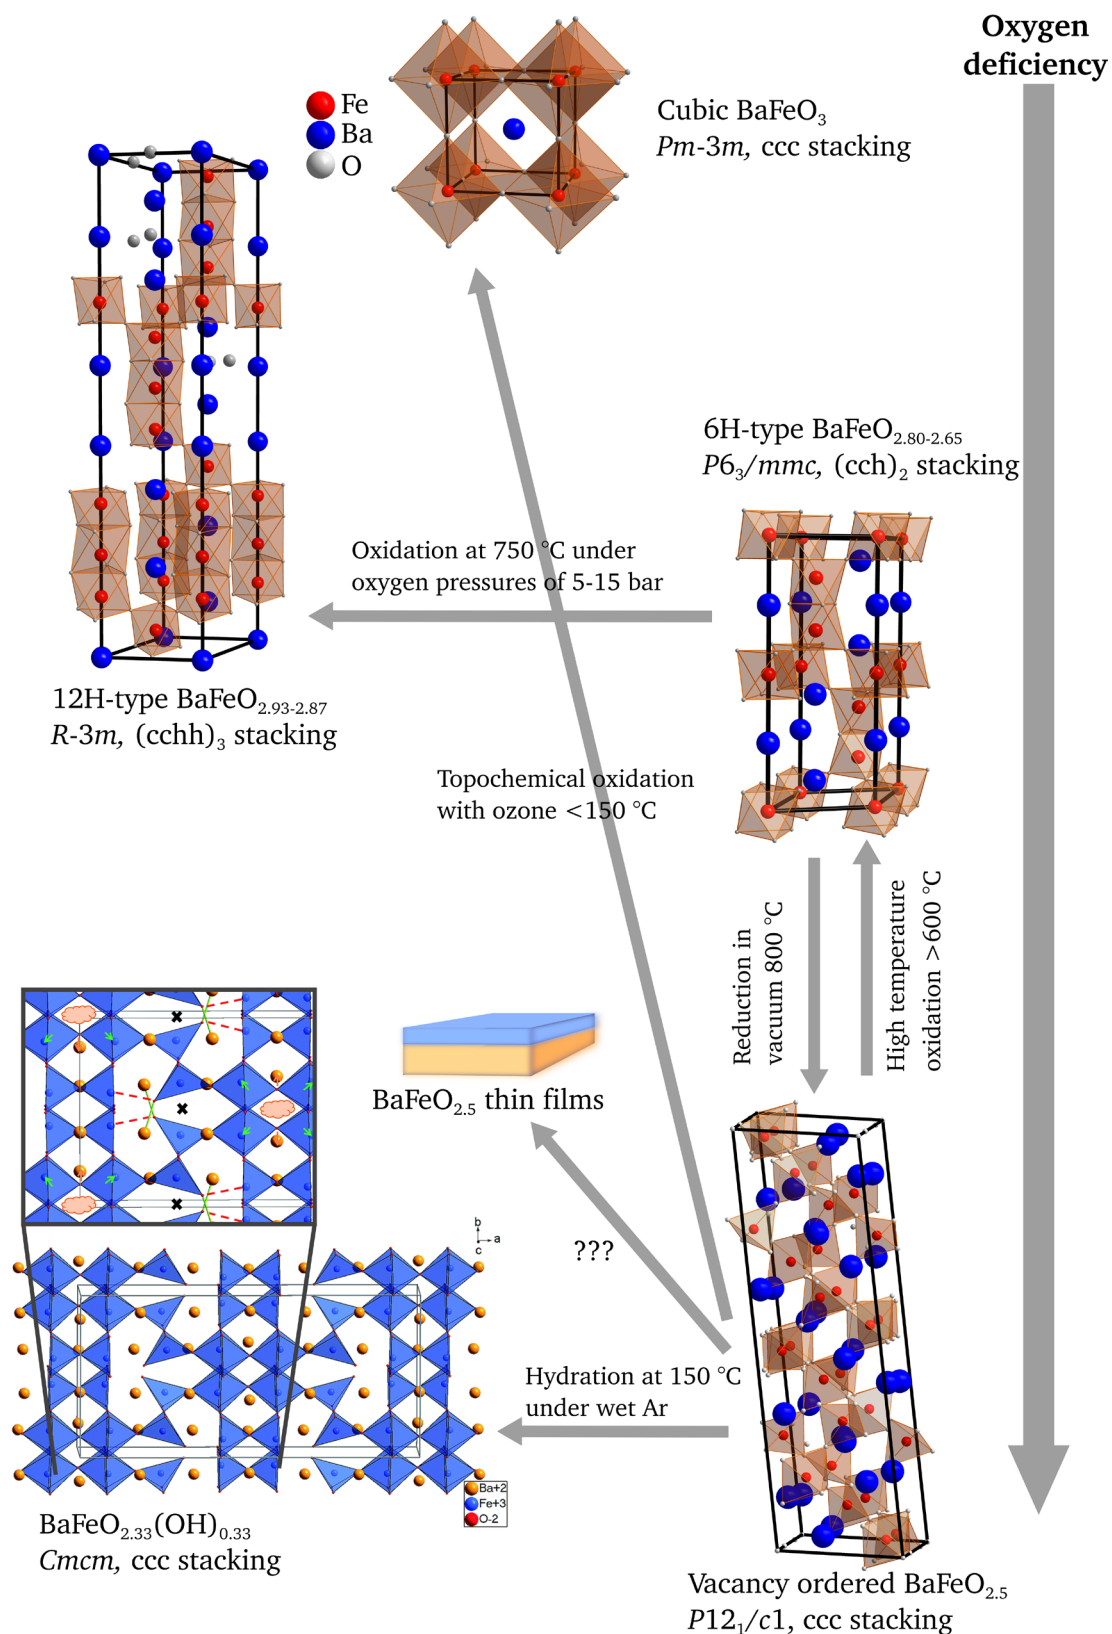 Oxygen
deficiency
Fe
Ba
O
Cubic BaFeO₃
Pm-3m, ccc stacking
6H-type BaFeO₂.₈₀₋₂.₆₅
P6₃/mmc, (cch)₂ stacking
Oxidation at 750 °C under
oxygen pressures of 5-15 bar
12H-type BaFeO₂.₉₃₋₂.₈₇
R-3m, (cchh)₃ stacking
Topochemical oxidation
with ozone <150 °C
Reduction in
vacuum 800 °C
High temperature
oxidation >600 °C
BaFeO₂.₅ thin films
???
b
a
c
Hydration at 150 °C
under wet Ar
Ba+2
Fe+3
O-2
BaFeO₂.₃₃(OH)₀.₃₃
Cmcm, ccc stacking
Vacancy ordered BaFeO₂.₅
P12₁/c1, ccc stacking